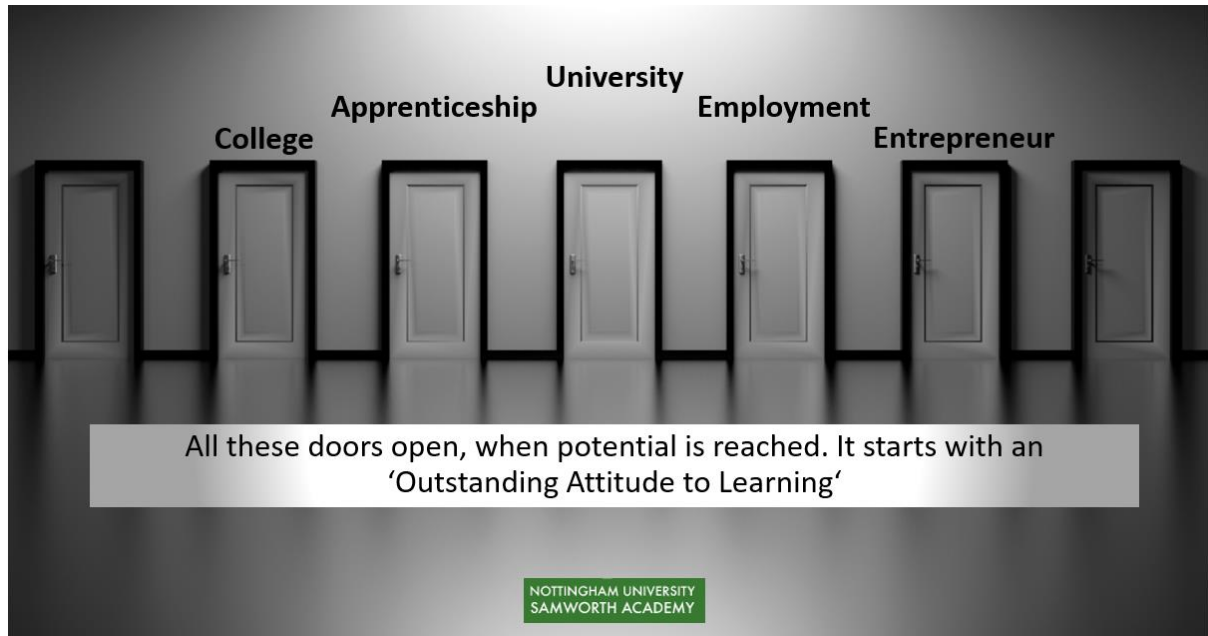 University
Apprenticeship
Employment
College
Entrepreneur
All these doors open, when potential is reached. It starts with an
‘Outstanding Attitude to Learning‘
NOTTINGHAM UNIVERSITY
SAMWORTH ACADEMY